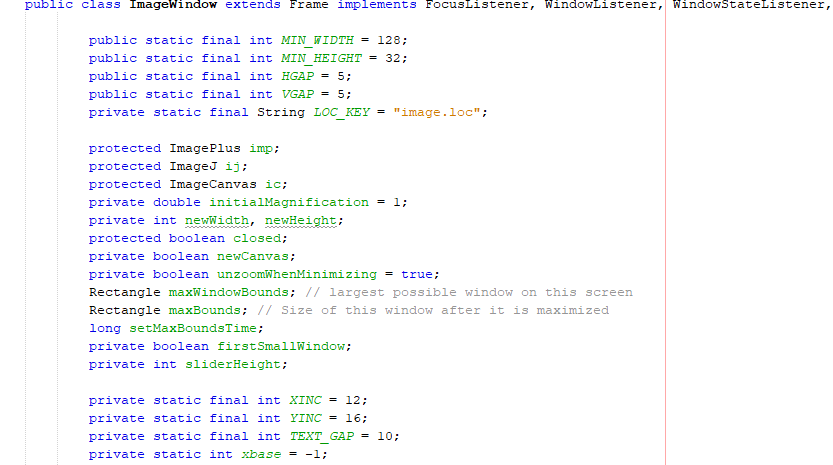 public class ImageWindow extends Frame implements FocusListener, WindowListener, WindowStateListener,
public static final int MIN_WIDTH = 128;
public static final int MIN_HEIGHT = 32;
public static final int HGAP = 5;
public static final int VGAP = 5;
private static final String LOC_KEY = "image.loc";
protected ImagePlus imp;
protected ImageJ ij;
protected ImageCanvas ic;
private double initialMagnification = 1;
private int newWidth, newHeight;
protected boolean closed;
private boolean newCanvas;
private boolean unzoomWhenMinimizing = true;
Rectangle maxWindowBounds; // largest possible window on this screen
Rectangle maxBounds; // Size of this window after it is maximized
long setMaxBoundsTime;
private boolean firstSmallWindow;
private int sliderHeight;
private static final int XINC = 12;
private static final int YINC = 16;
private static final int TEXT_GAP = 10;
private static int xbase = -1;